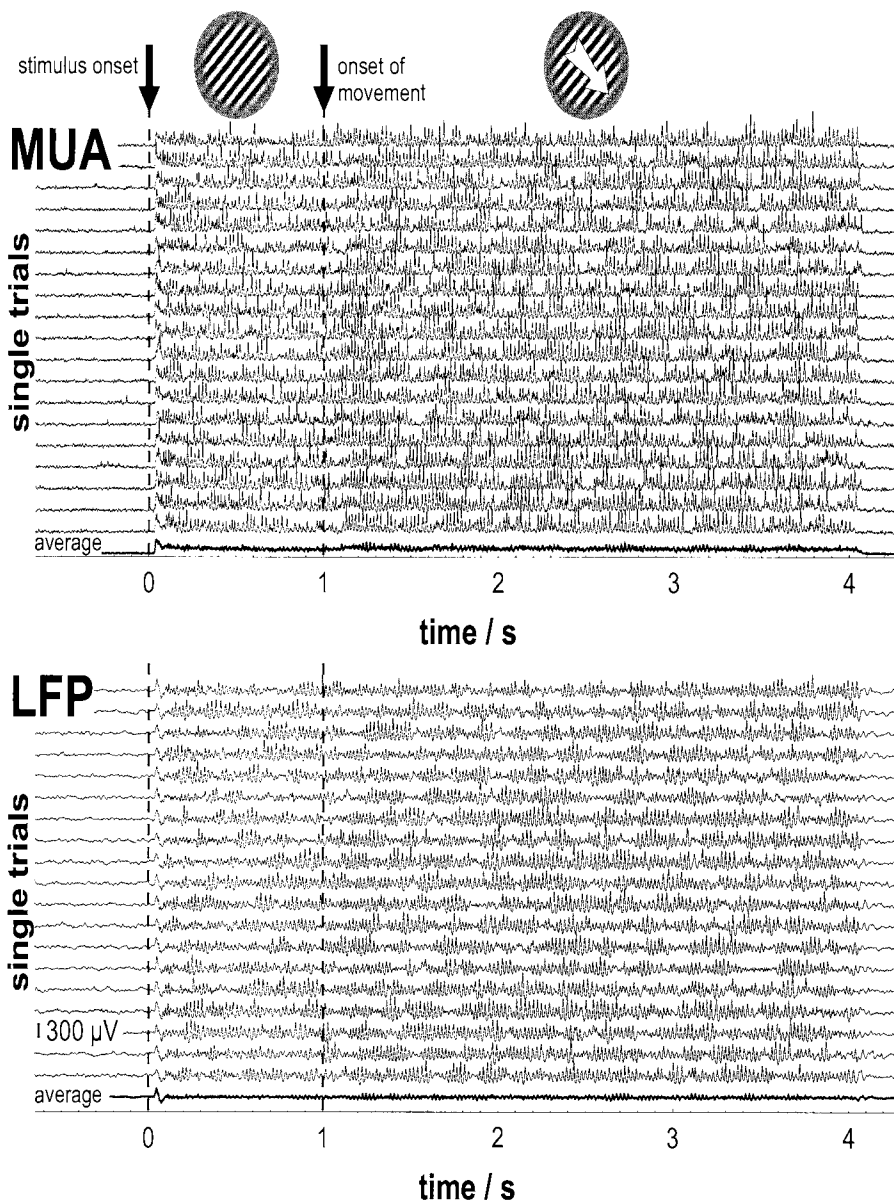 stimulus onset
onset of
movement
MUA
single trials
average
0 1 2 3 4
time / s
LFP
single trials
300 µV
average
0 1 2 3 4
time / s